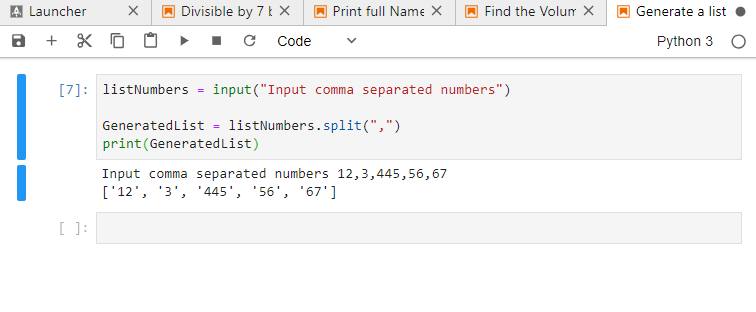 Launcher
Divisible by 7 b
Print full Name
Find the Volum
Generate a list
Code
Python 3
[7]: listNumbers = input("Input comma separated numbers")
GeneratedList = listNumbers.split(",")
print(GeneratedList)
Input comma separated numbers 12,3,445,56,67
['12', '3', '445', '56', '67']
[ ]: